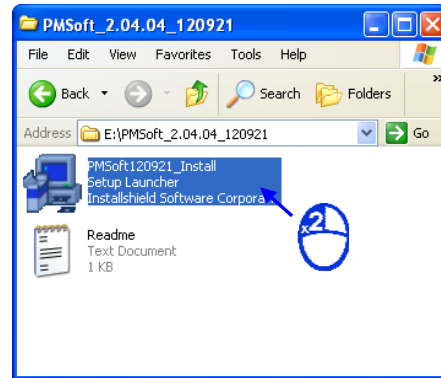 PMSoft_2.04.04_120921
File Edit View Favorites Tools Help
Back Search Folders »
Address E:\PMSoft_2.04.04_120921 Go
PMSoft120921_Install
Setup Launcher
Installshield Software Corpora...
x2
Readme
Text Document
1 KB